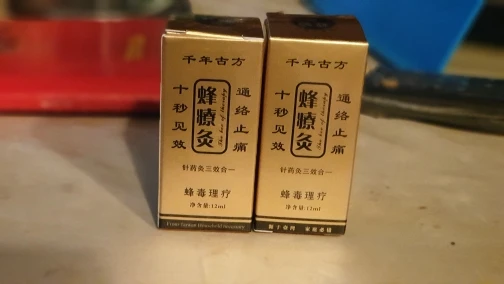 千年古方
十秒见效
蜂疗灸
通络止痛
针药灸三效合一
蜂毒理疗
净含量:12ml
千年古方
十秒见效
蜂疗灸
通络止痛
针药灸三效合一
蜂毒理疗
净含量:12ml